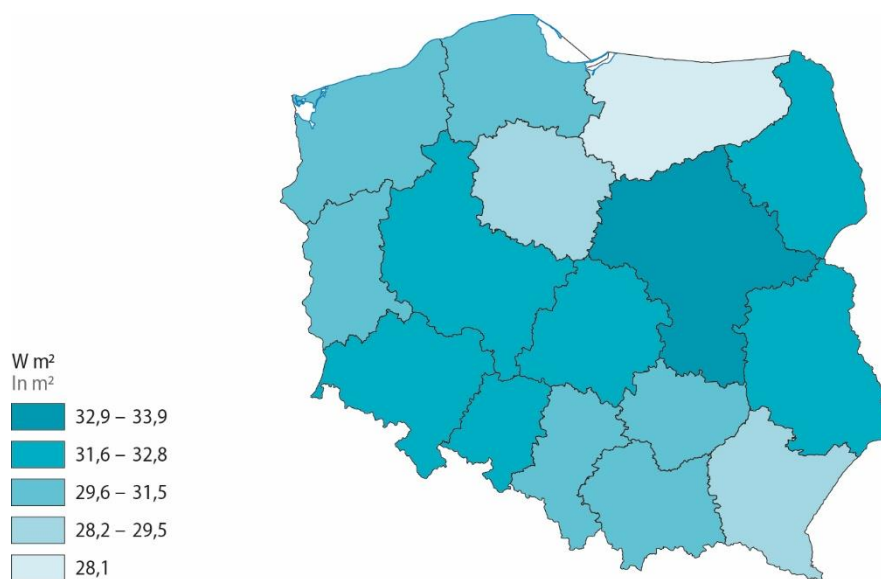 W m²
In m²
32,9 – 33,9
31,6 – 32,8
29,6 – 31,5
28,2 – 29,5
28,1